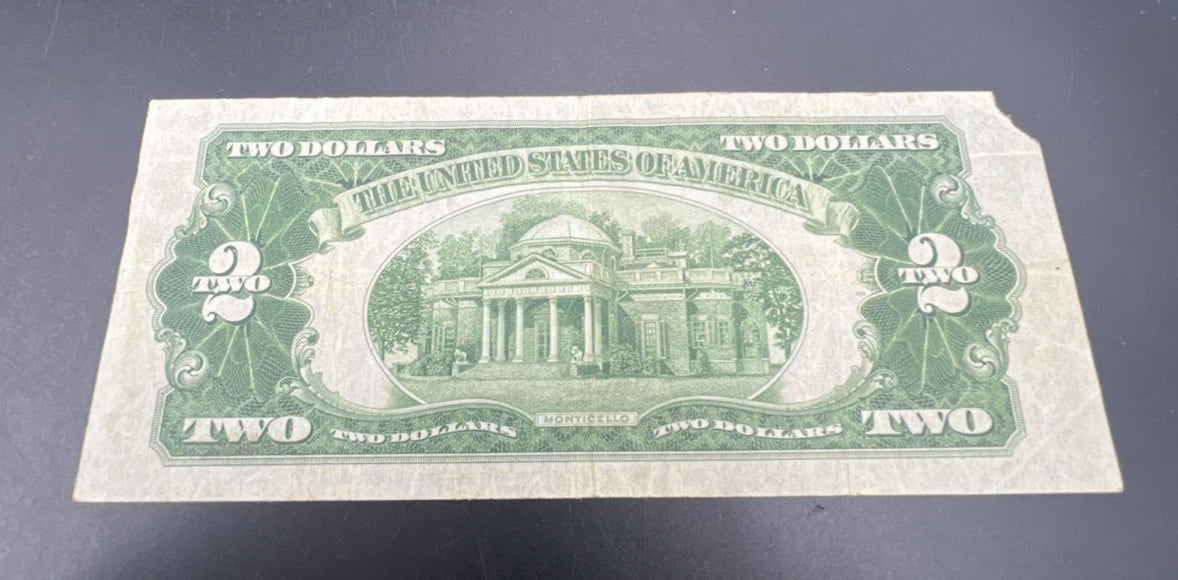 TWO DOLLARS TWO DOLLARS
THE UNITED STATES OF AMERICA
2 2
TWO TWO
MONTICELLO
TWO TWO DOLLARS TWO DOLLARS TWO